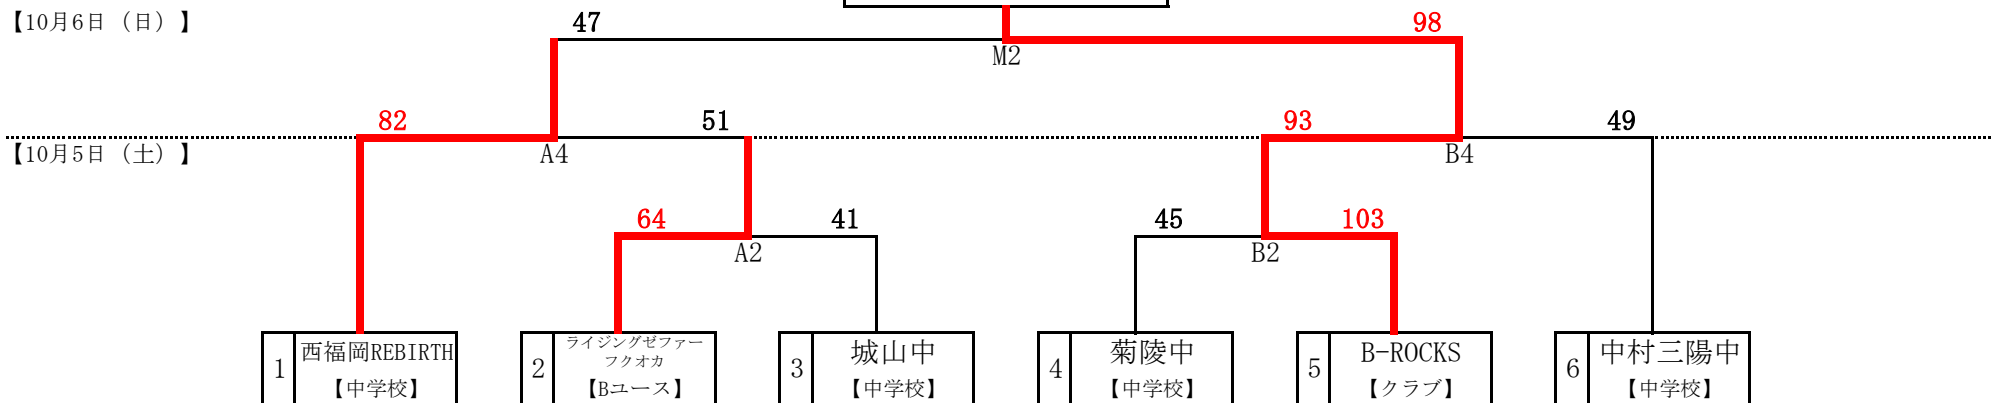 【10月6日（日）】
47
98
M2
82
51
93
49
【10月5日（土）】
A4
B4
64
41
45
103
A2
B2
1
西福岡REBIRTH
【中学校】
2
ライジングゼファー
フクオカ
【Bユース】
3
城山中
【中学校】
4
菊陵中
【中学校】
5
B-ROCKS
【クラブ】
6
中村三陽中
【中学校】